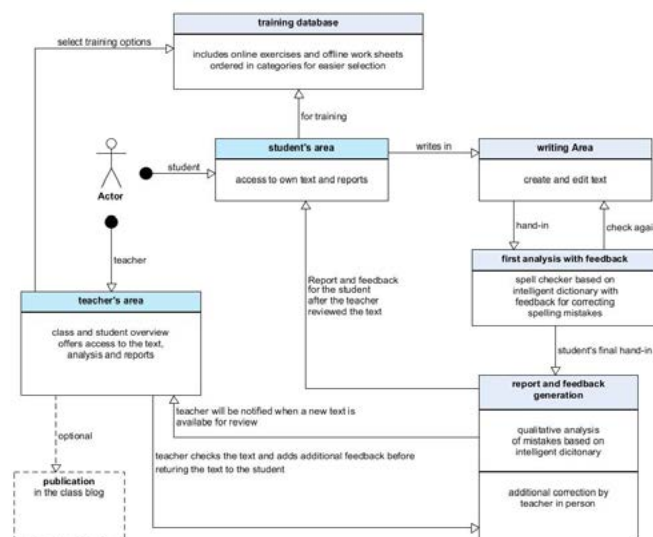 training database
select training options
includes online exercises and offline work sheets
ordered in categories for easier selection
for training
student's area
writes in
writing Area
student
access to own text and reports
create and edit text
Actor
hand-in
check again
teacher
first analysis with feedback
Report and feedback
for the student
after the teacher
reviewed the text
spell checker based on
intelligent dictionary with
feedback for correcting
spelling mistakes
teacher's area
class and student overview
offers access to the text,
analysis and reports
student's final hand-in
report and feedback
generation
teacher will be notified when a new text is
availabe for review
qualitative analysis
of mistakes based on
intelligent dicitonary
optional
teacher checks the text and adds additional feedback before
returing the text to the student
publication
in the class blog
additional correction by
teacher in person